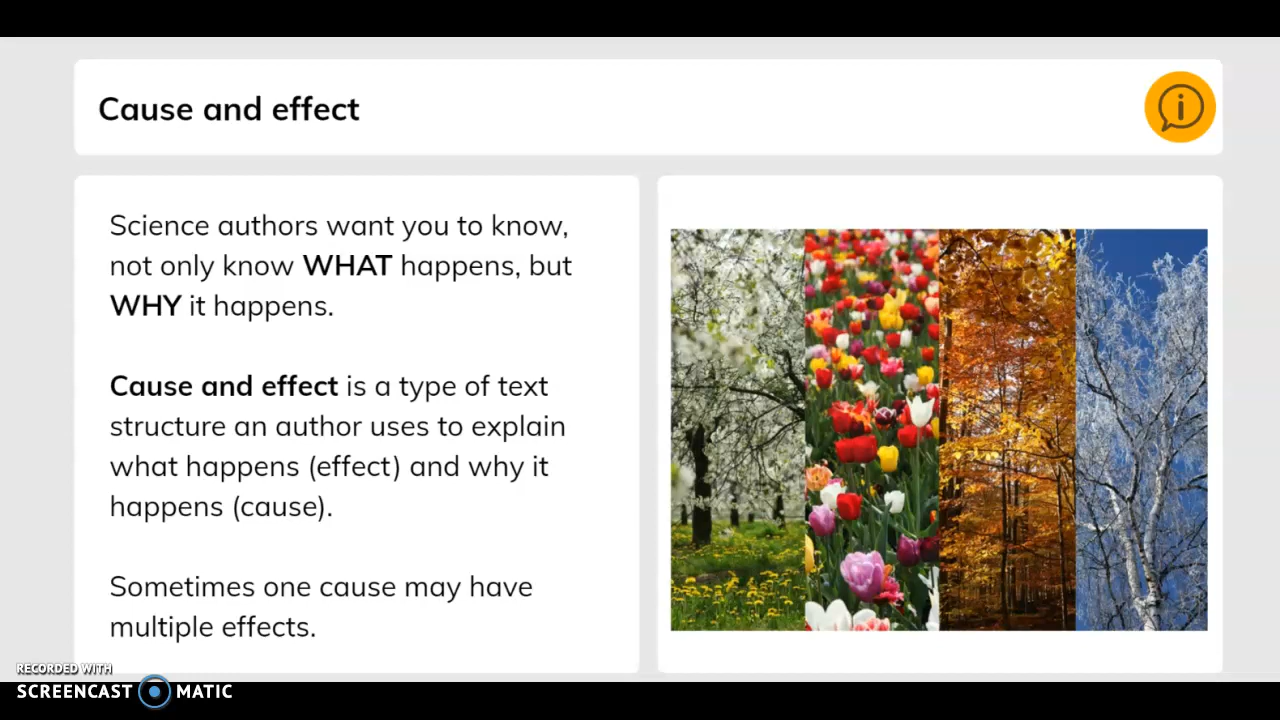 Cause and effect
Science authors want you to know,
not only know WHAT happens, but
WHY it happens.
Cause and effect is a type of text
structure an author uses to explain
what happens (effect) and why it
happens (cause).
Sometimes one cause may have
multiple effects.
RECORDED WITH
SCREENCAST MATIC